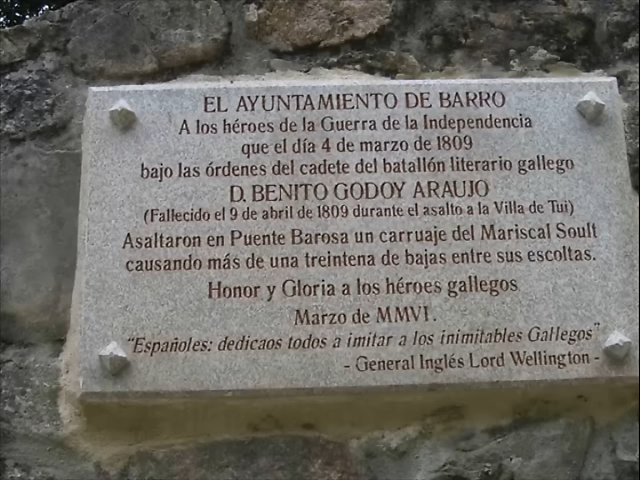 EL AYUNTAMIENTO DE BARRO
A los héroes de la Guerra de la Independencia
que el día 4 de marzo de 1809
bajo las órdenes del cadete del batallón literario gallego
D. BENITO GODOY ARAUJO
(Fallecido el 9 de abril de 1809 durante el asalto a la Villa de Tui)
Asaltaron en Puente Barosa un carruaje del Mariscal Soult
causando más de una treintena de bajas entre sus escoltas.
Honor y Gloria a los héroes gallegos
Marzo de MMVI.
"Españoles: dedicaos todos a imitar a los inimitables Gallegos"
- General Inglés Lord Wellington -